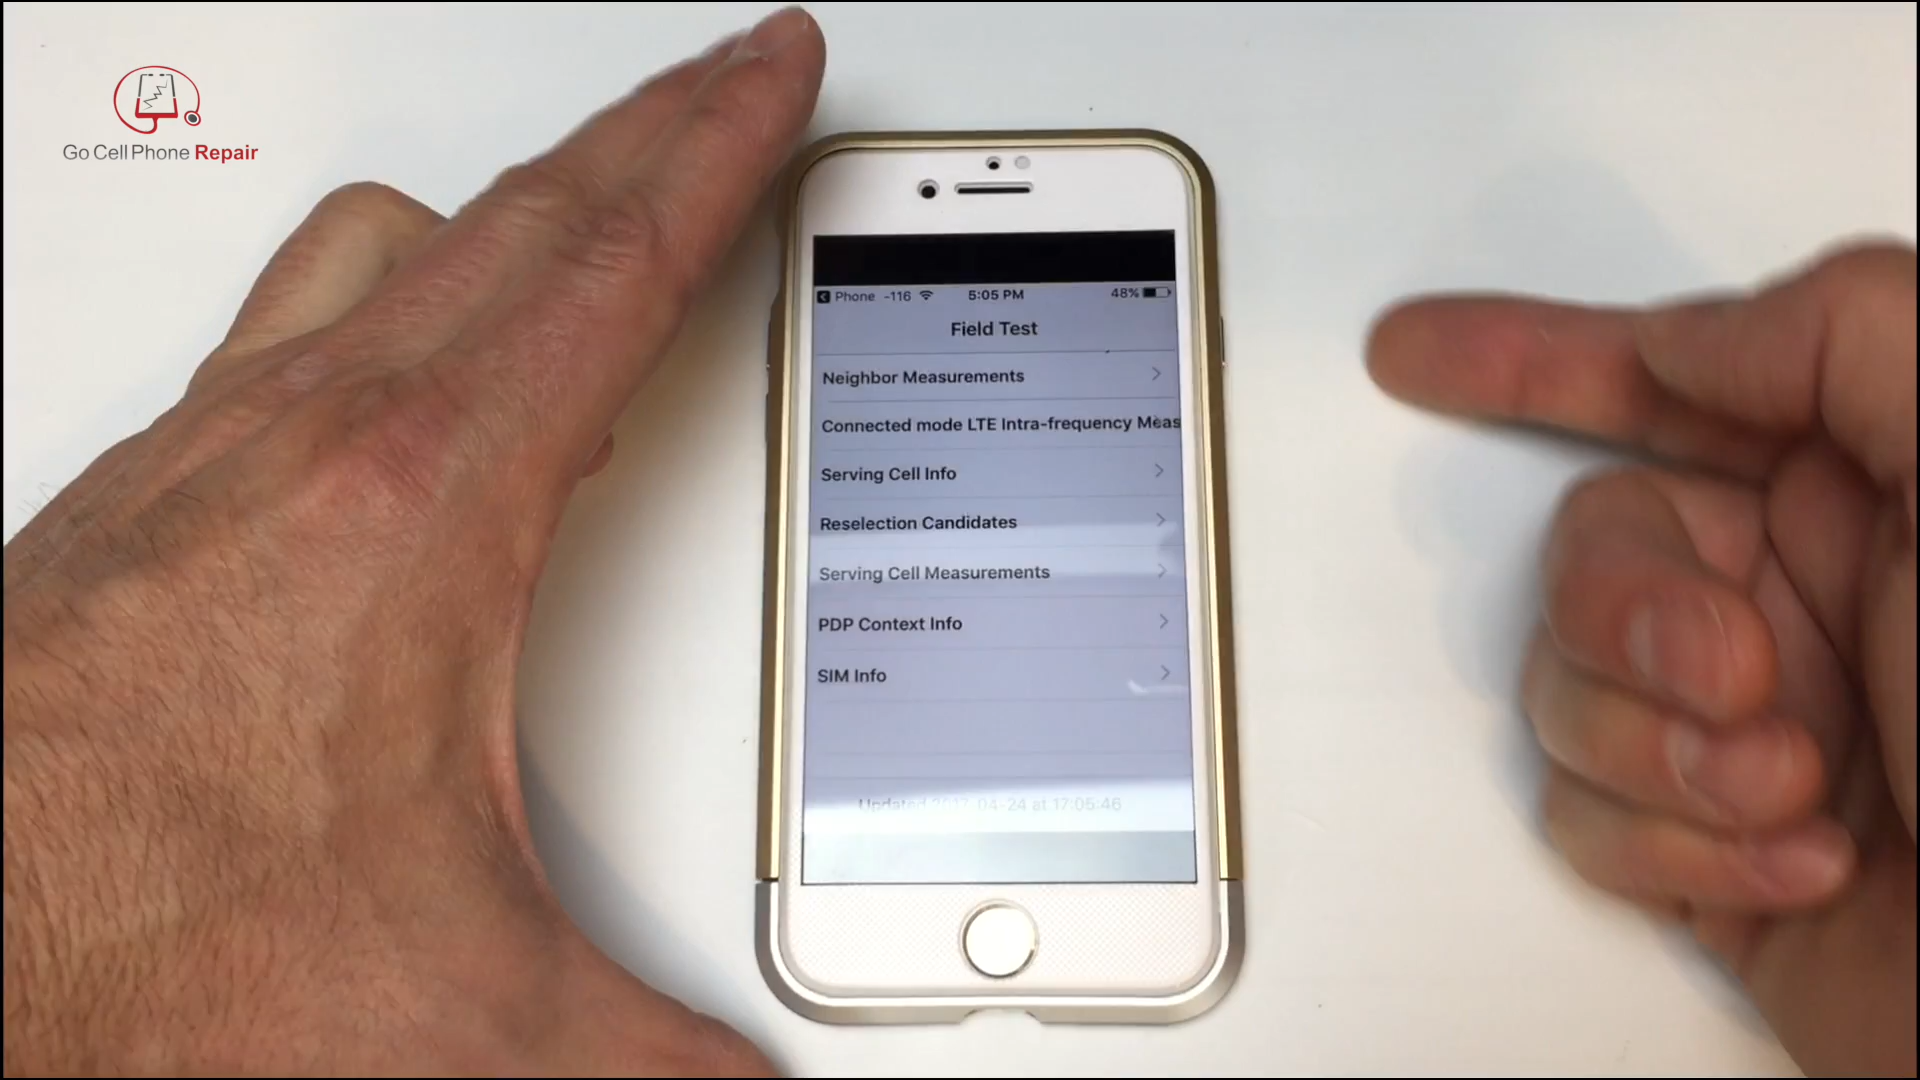 Go Cell Phone Repair
Phone -116 5:05 PM 48%
Field Test
Neighbor Measurements
Connected mode LTE Intra-frequency Meas
Serving Cell Info
Reselection Candidates
Serving Cell Measurements
PDP Context Info
SIM Info
Updated 2017-04-24 at 17:05:46